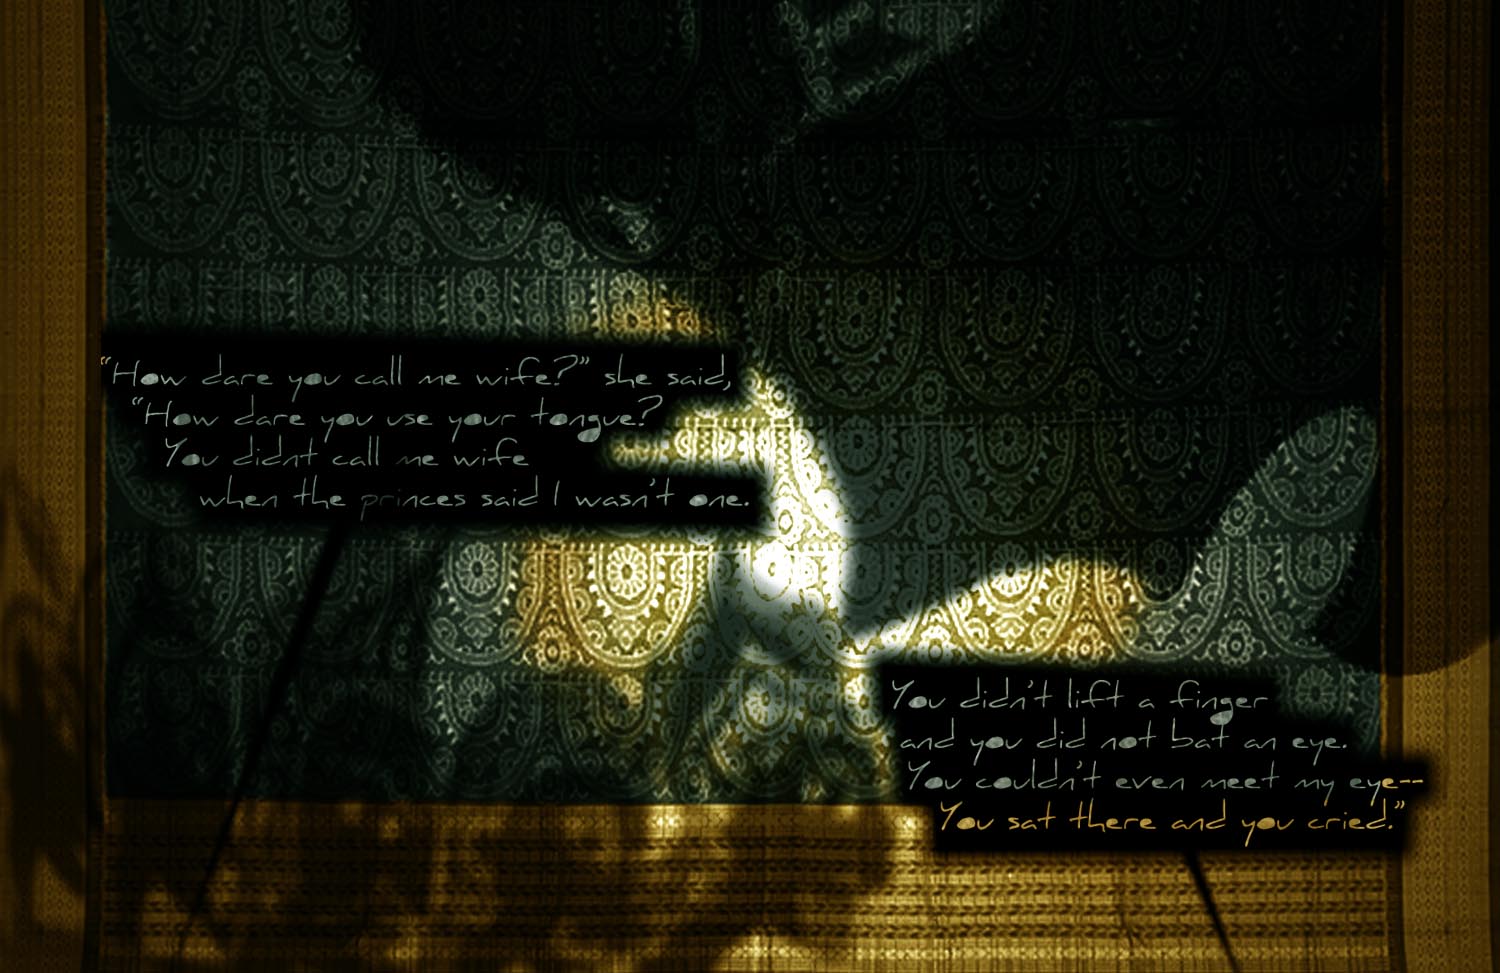 “How dare you call me wife?” she said,
“How dare you use your tongue?
You didnt call me wife
when the princes said I wasn't one.
You didn't lift a finger
and you did not bat an eye.
You couldn't even meet my eye--
You sat there and you cried.”